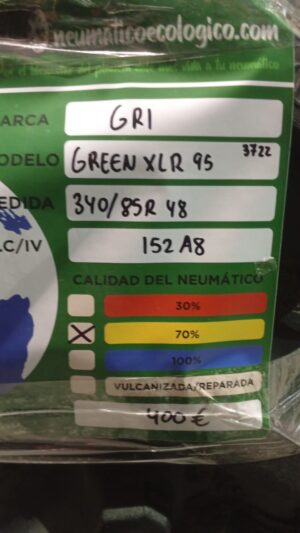 neumaticoecologico.com
ARCA GRI
ODELO GREEN XLR 95 3722
EDIDA 340/85R 48
LC/IV 152 A8
CALIDAD DEL NEUMÁTICO
30%
X 70%
100%
VULCANIZADA/REPARADA
400 €